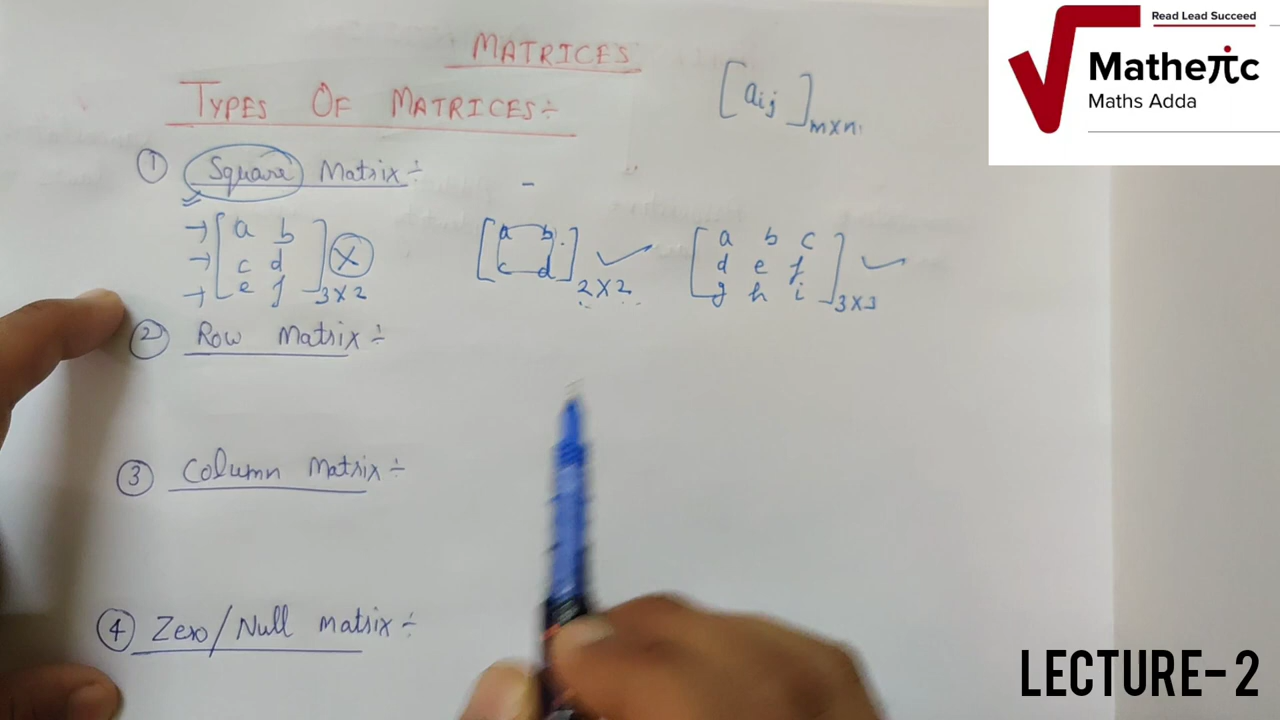 MATRICES
Read Lead Succeed
Matheπc
Maths Adda
TYPES OF MATRICES÷
[aij]m×n
① Square Matrix÷
→ [a b
→ c d
→ e f]3×2 X
[a b
c d]2×2 ✓
[a b c
d e f
g h i]3×3 ✓
② Row Matrix÷
③ Column Matrix÷
④ Zero/Null matrix÷
LECTURE- 2